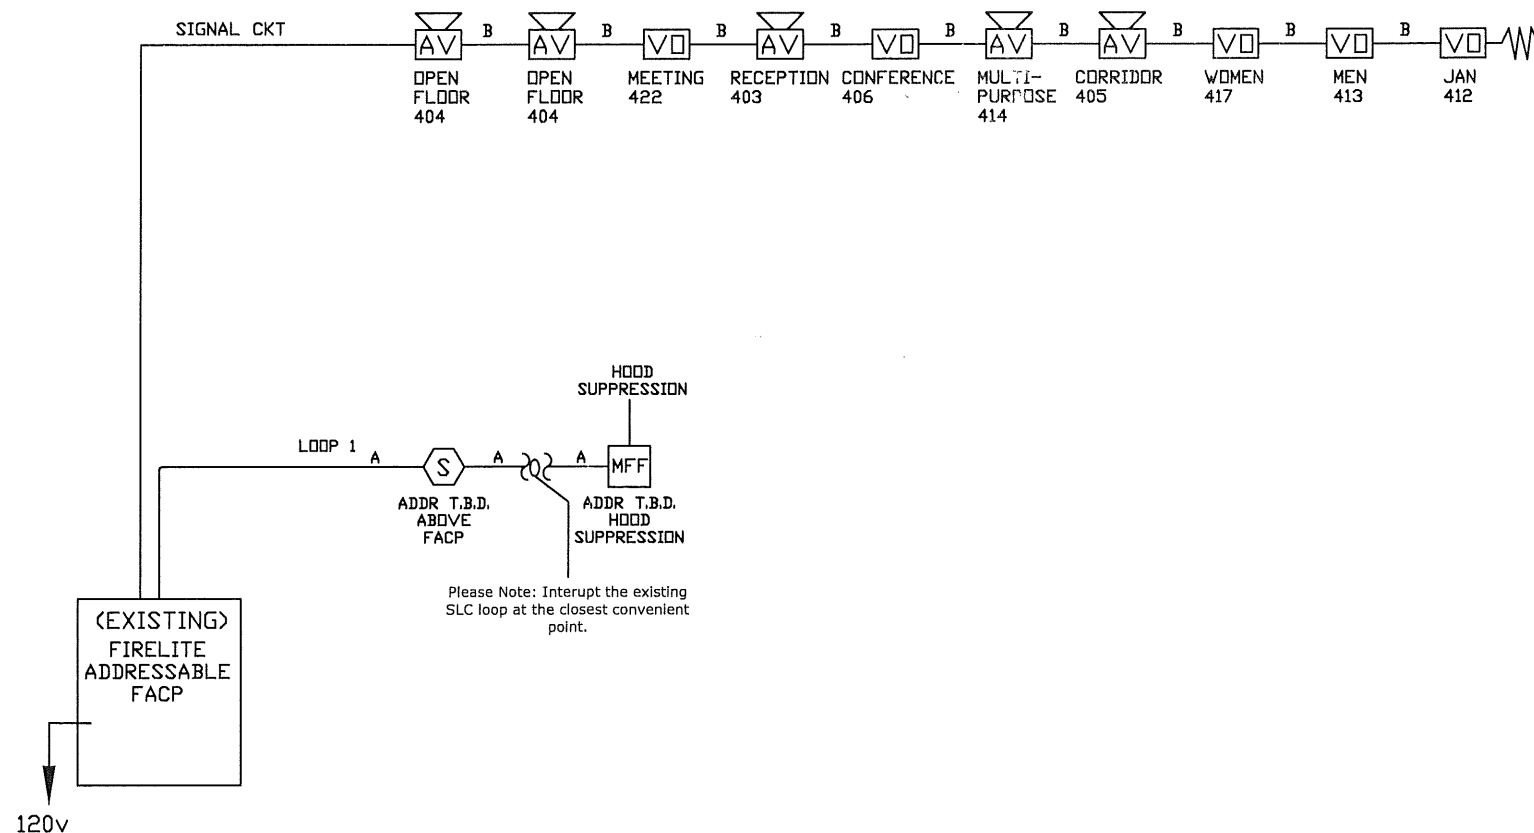 SIGNAL CKT
AV B AV B VO B AV B VO B AV B AV B VO B VO B VO
OPEN FLOOR 404
OPEN FLOOR 404
MEETING 422
RECEPTION 403
CONFERENCE 406
MULTI-PURPOSE 414
CORRIDOR 405
WOMEN 417
MEN 413
JAN 412
HOOD
SUPPRESSION
LOOP 1
A S A A MFF
ADDR T.B.D.
ABOVE
FACP
ADDR T.B.D.
HOOD
SUPPRESSION
Please Note: Interupt the existing
SLC loop at the closest convenient
point.
(EXISTING)
FIRELITE
ADDRESSABLE
FACP
120v